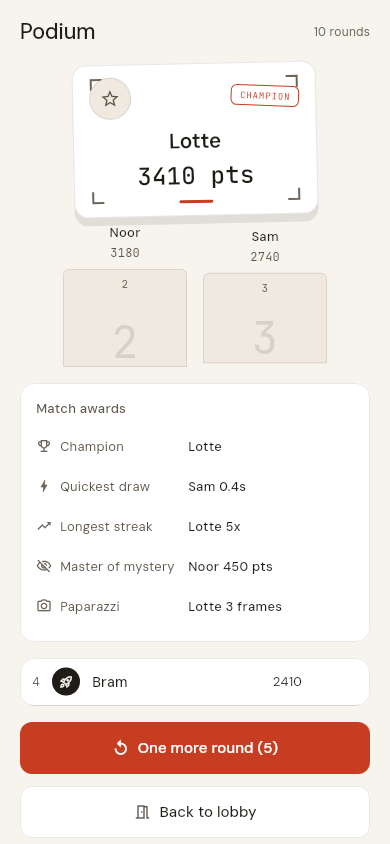 Podium
10 rounds
CHAMPION
Lotte
3410 pts
Noor
3180
Sam
2740
2
2
3
3
Match awards
Champion Lotte
Quickest draw Sam 0.4s
Longest streak Lotte 5x
Master of mystery Noor 450 pts
Paparazzi Lotte 3 frames
4 Bram 2410
One more round (5)
Back to lobby